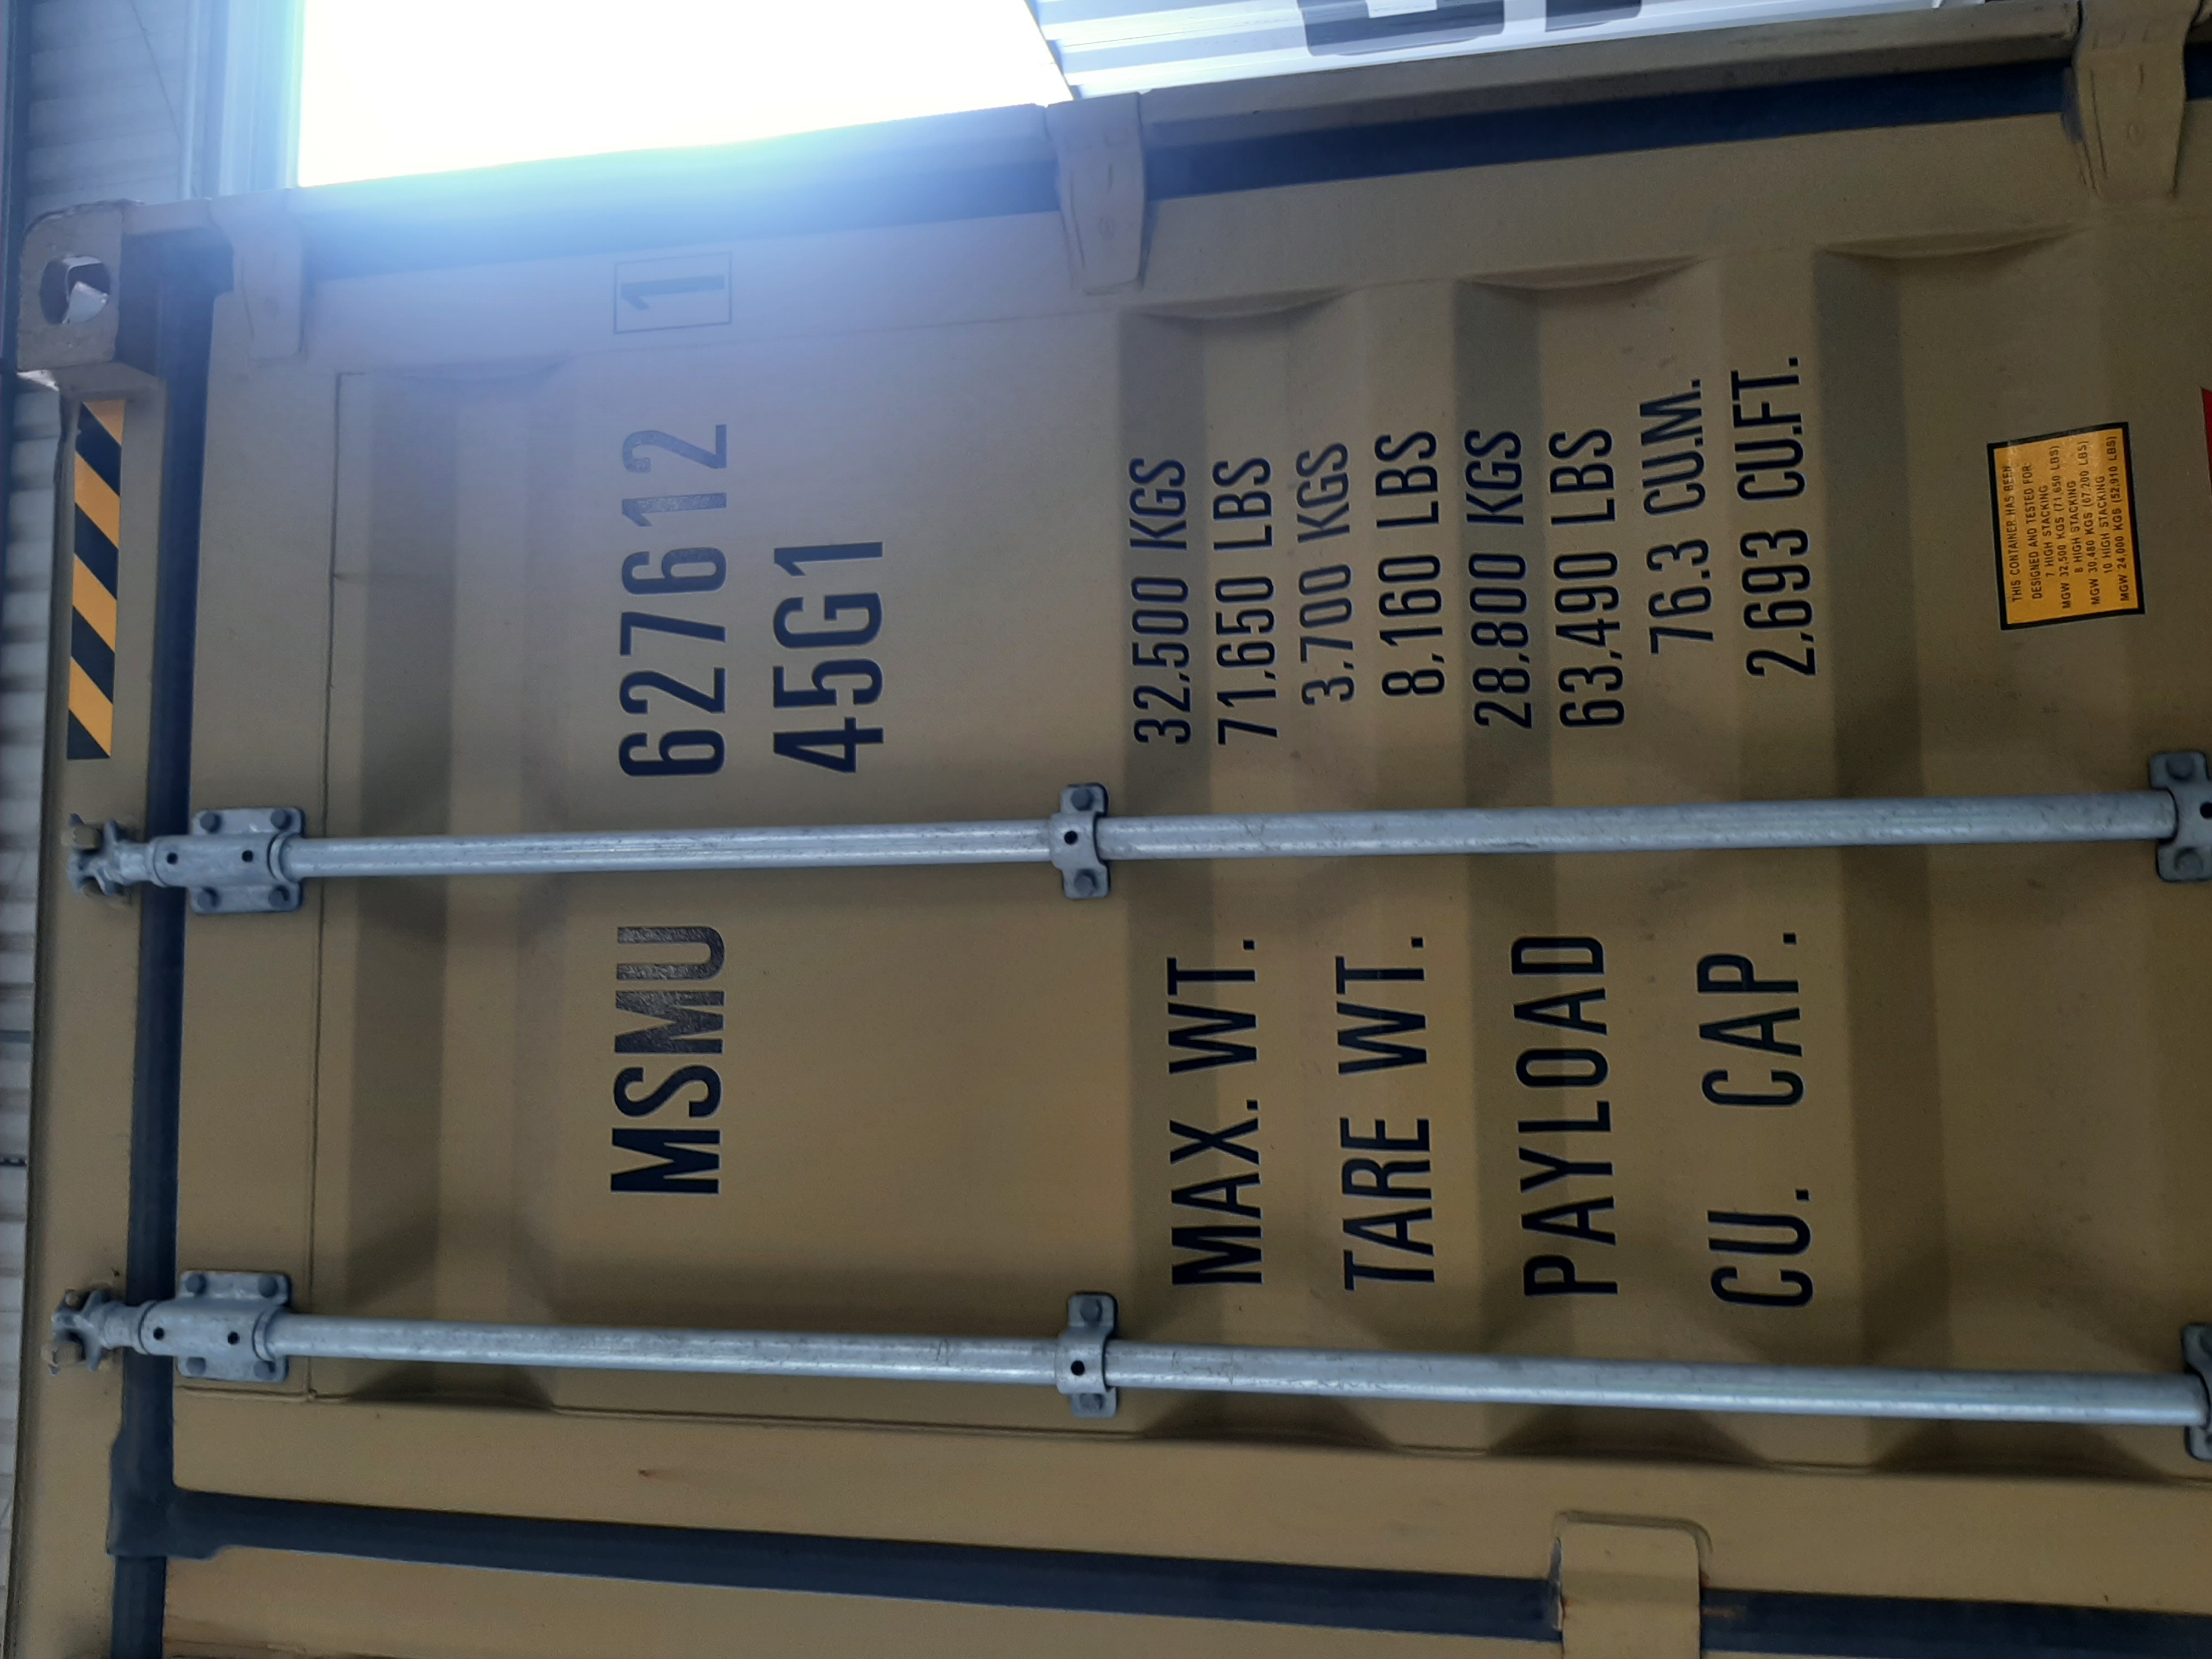 MSMU 627612 1
45G1
MAX. WT. 32,500 KGS
71,650 LBS
TARE WT. 3,700 KGS
8,160 LBS
PAYLOAD 28,800 KGS
63,490 LBS
CU. CAP. 76.3 CU.M.
2,693 CU.FT.
THIS CONTAINER HAS BEEN
DESIGNED AND TESTED FOR:
7 HIGH STACKING
MGW 32,500 KGS (71,650 LBS)
8 HIGH STACKING
MGW 30,480 KGS (67,200 LBS)
10 HIGH STACKING
MGW 24,000 KGS (52,910 LBS)